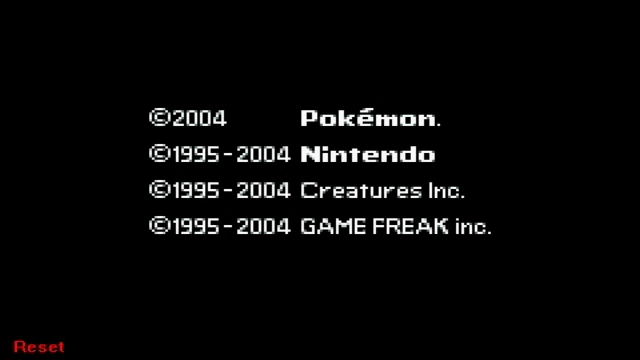 ©2004 Pokémon.
©1995-2004 Nintendo
©1995-2004 Creatures Inc.
©1995-2004 GAME FREAK inc.
Reset